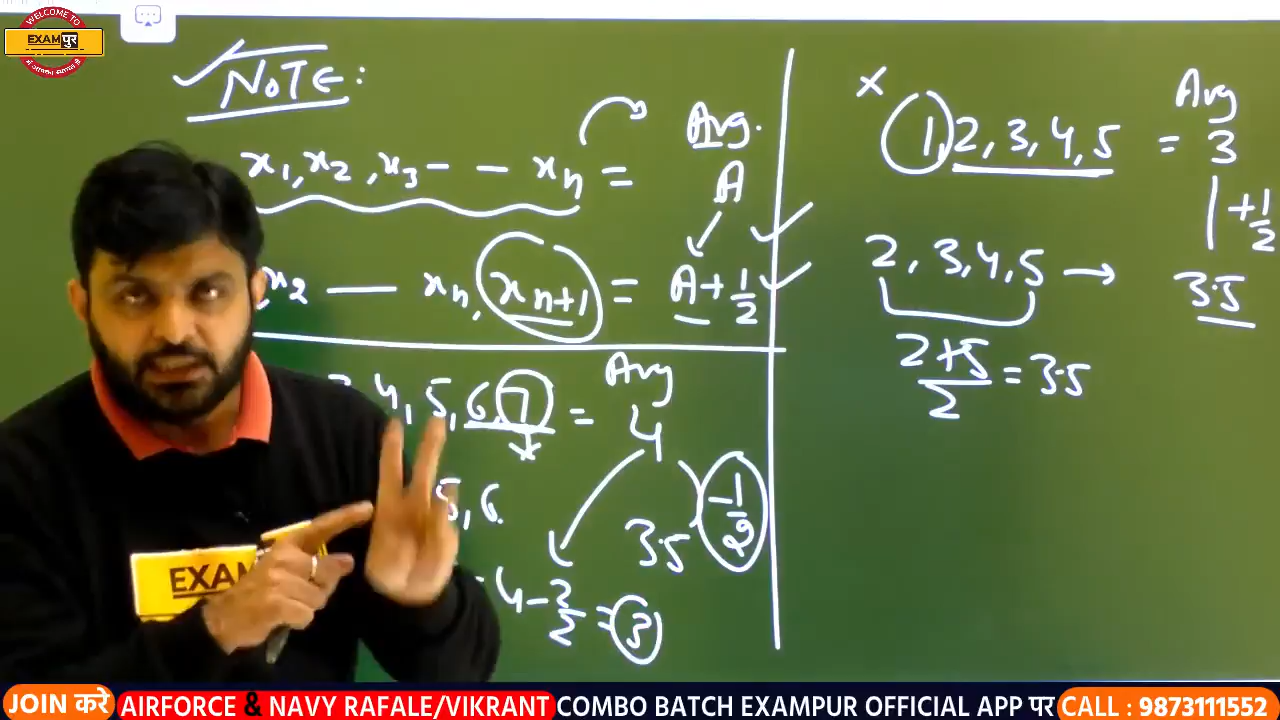 WELCOME TO
EXAMपुर
NOTE:
x₁, x₂, x₃ - - xₙ =
Avg.
A
x₂ — xₙ, xₙ₊₁ = A + 1/2
4, 5, 6, 7 =
Avg
4
5, 6.
3.5
-1/2
4 - 2/2 = 3
x
1, 2, 3, 4, 5 =
Avg
3
+1/2
2, 3, 4, 5 → 3.5
2+5/2 = 3.5
EXAM
JOIN करे
AIRFORCE & NAVY RAFALE/VIKRANT COMBO BATCH EXAMPUR OFFICIAL APP पर
CALL : 9873111552